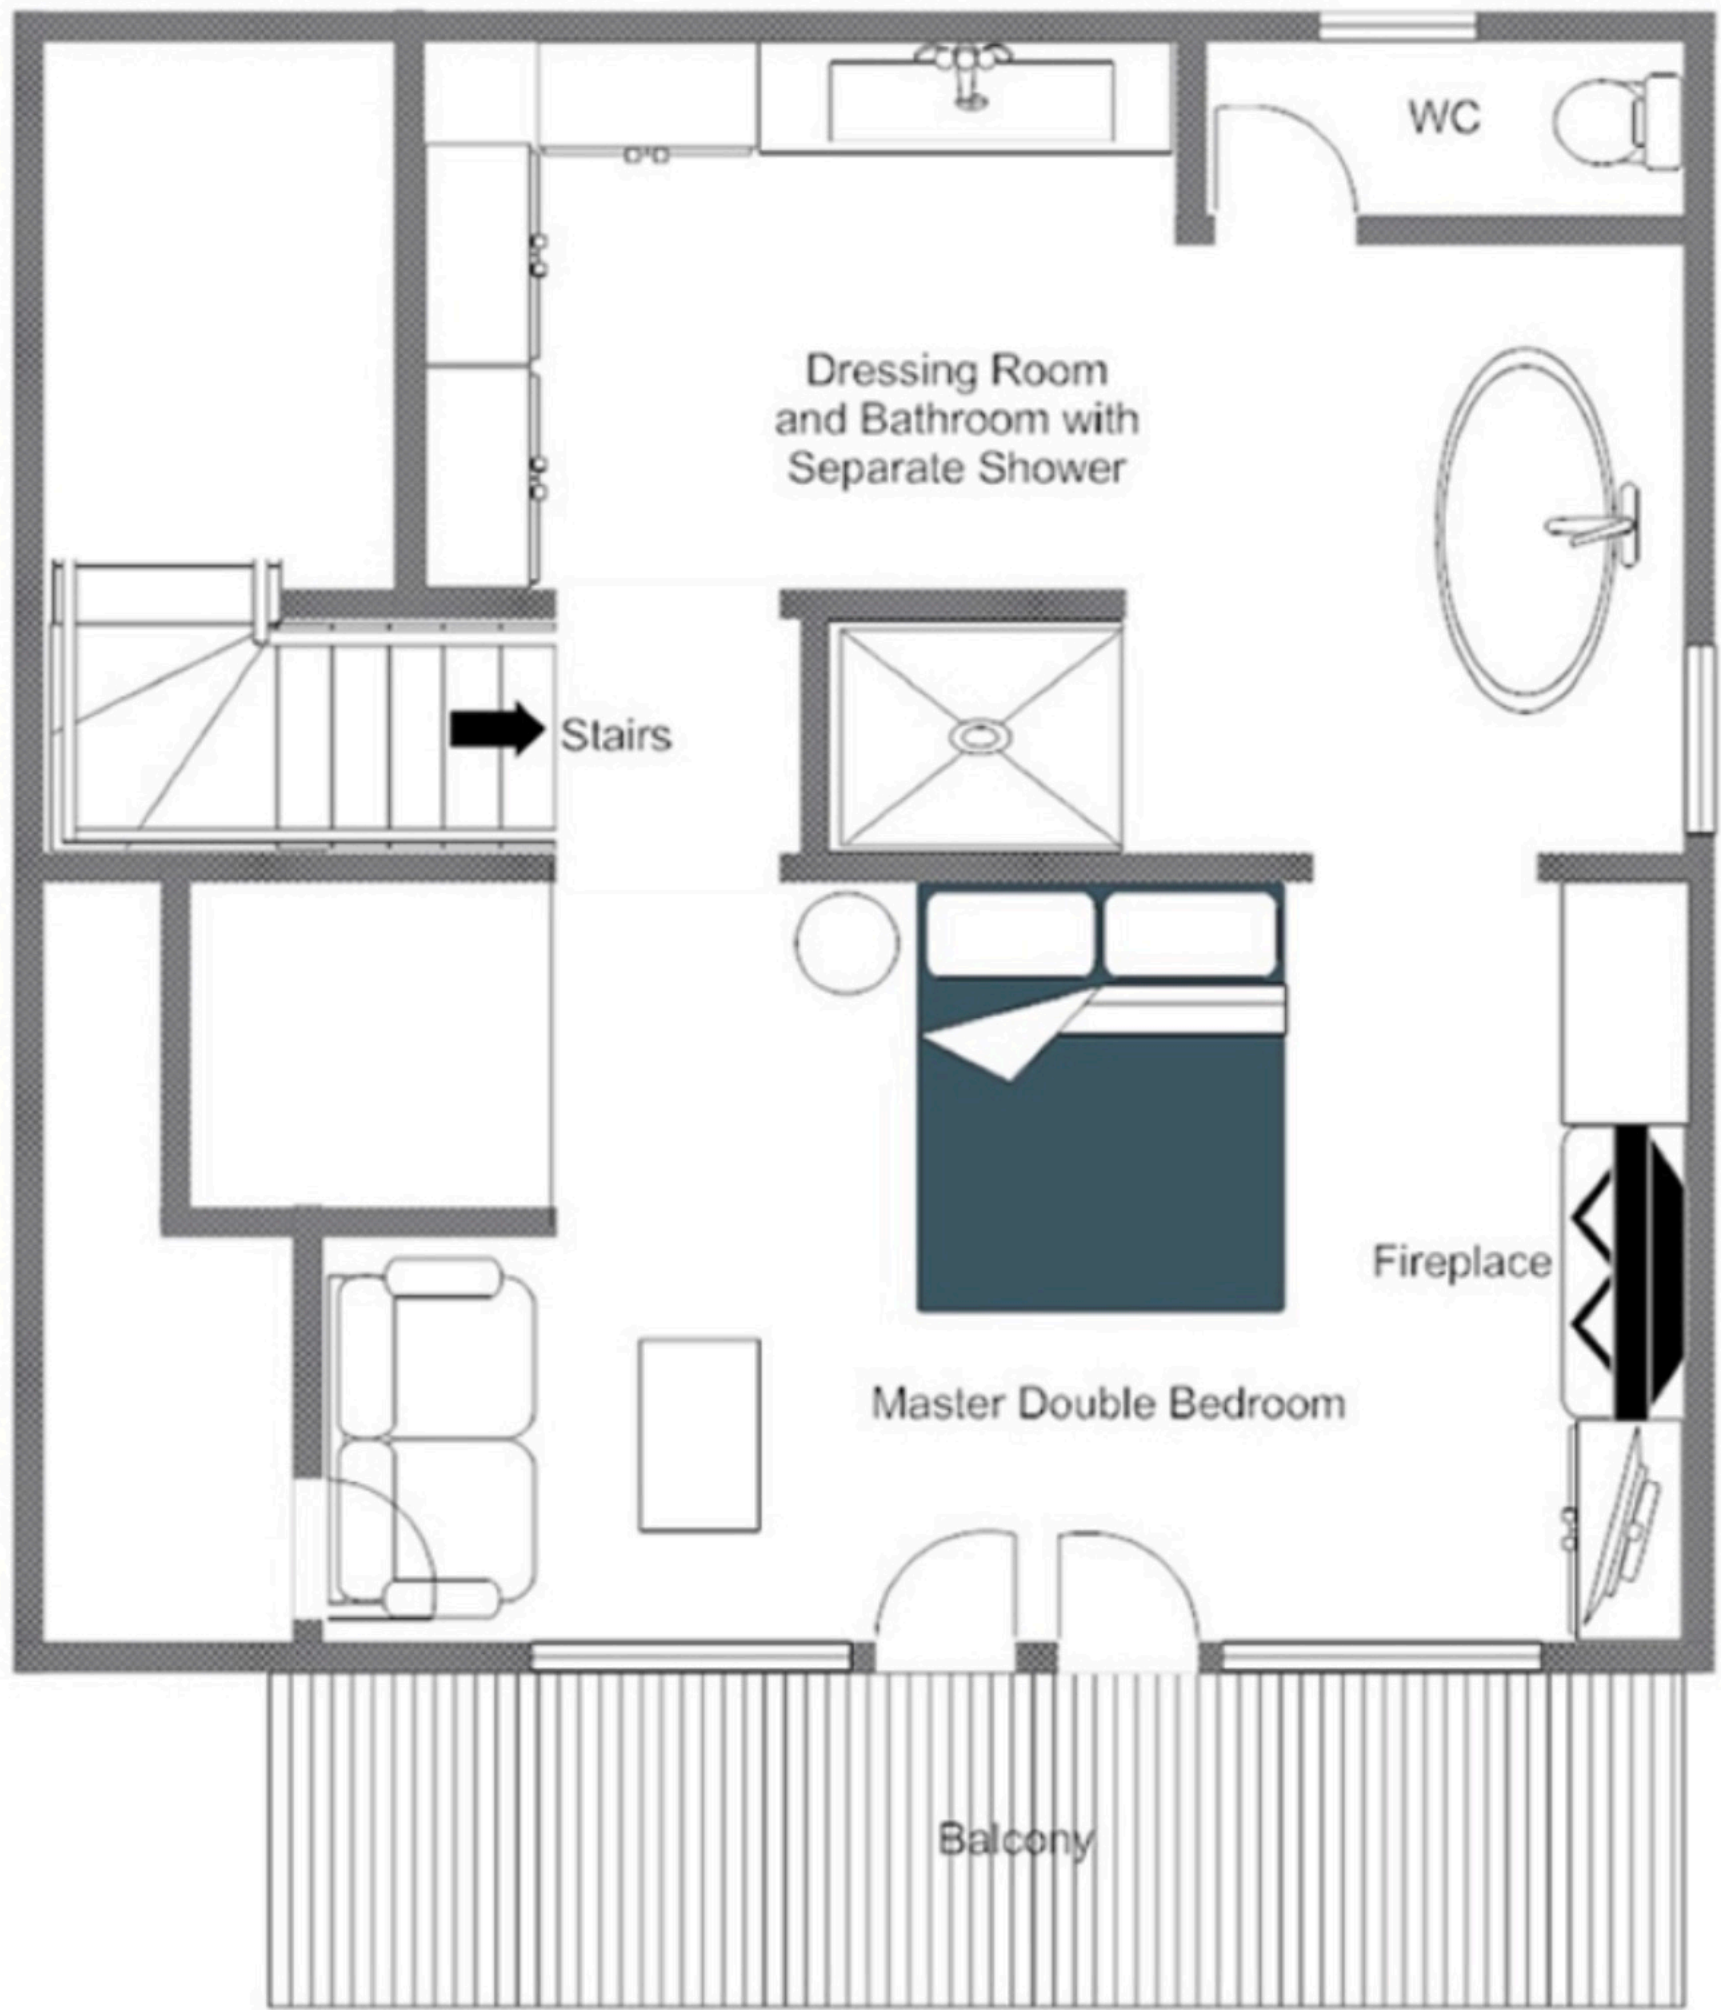 WC
Dressing Room
and Bathroom with
Separate Shower
Stairs
Fireplace
Master Double Bedroom
Balcony